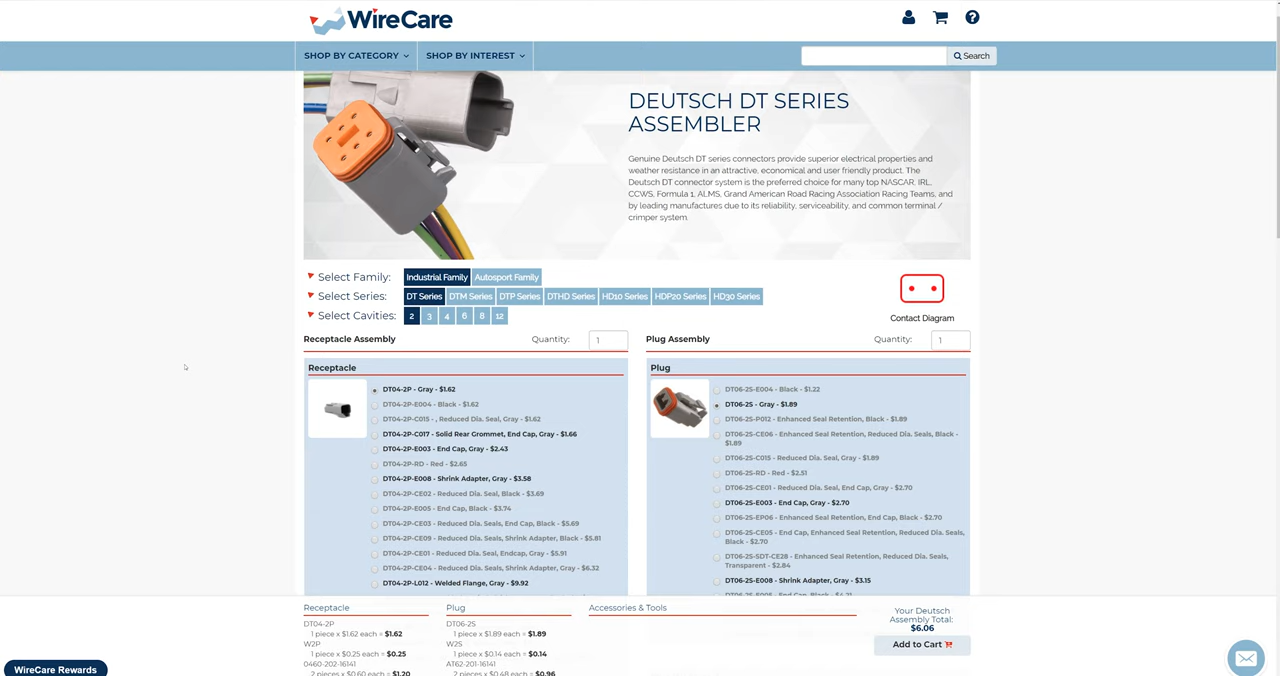 WireCare
SHOP BY CATEGORY
SHOP BY INTEREST
Search
DEUTSCH DT SERIES
ASSEMBLER
Genuine Deutsch DT series connectors provide superior electrical properties and
weather resistance in an attractive, economical and user friendly product. The
Deutsch DT connector system is the preferred choice for many top NASCAR, IRL,
CCWS, Formula 1, ALMS, Grand American Road Racing Association Racing Teams, and
by leading manufactures due to its reliability, serviceability, and common terminal /
crimper system.
Select Family: Industrial Family Autosport Family
Select Series: DT Series DTM Series DTP Series DTHD Series HD10 Series HDP20 Series HD30 Series
Select Cavities: 2 3 4 6 8 12
Contact Diagram
Receptacle Assembly Quantity: 1
Receptacle
DT04-2P - Gray - $1.62
DT04-2P-E004 - Black - $1.62
DT04-2P-C015 - , Reduced Dia. Seal, Gray - $1.62
DT04-2P-C017 - Solid Rear Grommet, End Cap, Gray - $1.66
DT04-2P-E003 - End Cap, Gray - $2.43
DT04-2P-RD - Red - $2.65
DT04-2P-E008 - Shrink Adapter, Gray - $3.58
DT04-2P-CE02 - Reduced Dia. Seal, Black - $3.69
DT04-2P-E005 - End Cap, Black - $3.74
DT04-2P-CE03 - Reduced Dia. Seals, End Cap, Black - $5.69
DT04-2P-CE09 - Reduced Dia. Seals, Shrink Adapter, Black - $5.81
DT04-2P-CE01 - Reduced Dia. Seal, Endcap, Gray - $5.91
DT04-2P-CE04 - Reduced Dia. Seals, Shrink Adapter, Gray - $6.32
DT04-2P-L012 - Welded Flange, Gray - $9.92
Plug Assembly Quantity: 1
Plug
DT06-2S-E004 - Black - $1.22
DT06-2S - Gray - $1.89
DT06-2S-P012 - Enhanced Seal Retention, Black - $1.89
DT06-2S-CE06 - Enhanced Seal Retention, Reduced Dia. Seals, Black -
$1.89
DT06-2S-C015 - Reduced Dia. Seal, Gray - $1.89
DT06-2S-RD - Red - $2.51
DT06-2S-CE01 - Reduced Dia. Seal, End Cap, Gray - $2.70
DT06-2S-E003 - End Cap, Gray - $2.70
DT06-2S-EP06 - Enhanced Seal Retention, End Cap, Black - $2.70
DT06-2S-CE05 - End Cap, Enhanced Seal Retention, Reduced Dia. Seals,
Black - $2.70
DT06-2S-SDT-CE28 - Enhanced Seal Retention, Reduced Dia. Seals,
Transparent - $2.84
DT06-2S-E008 - Shrink Adapter, Gray - $3.15
Receptacle
DT04-2P
1 piece x $1.62 each = $1.62
W2P
1 piece x $0.25 each = $0.25
0460-202-16141
2 pieces x $0.60 each = $1.20
Plug
DT06-2S
1 piece x $1.89 each = $1.89
W2S
1 piece x $0.14 each = $0.14
AT62-201-16141
2 pieces x $0.48 each = $0.96
Accessories & Tools
Your Deutsch
Assembly Total:
$6.06
Add to Cart
WireCare Rewards